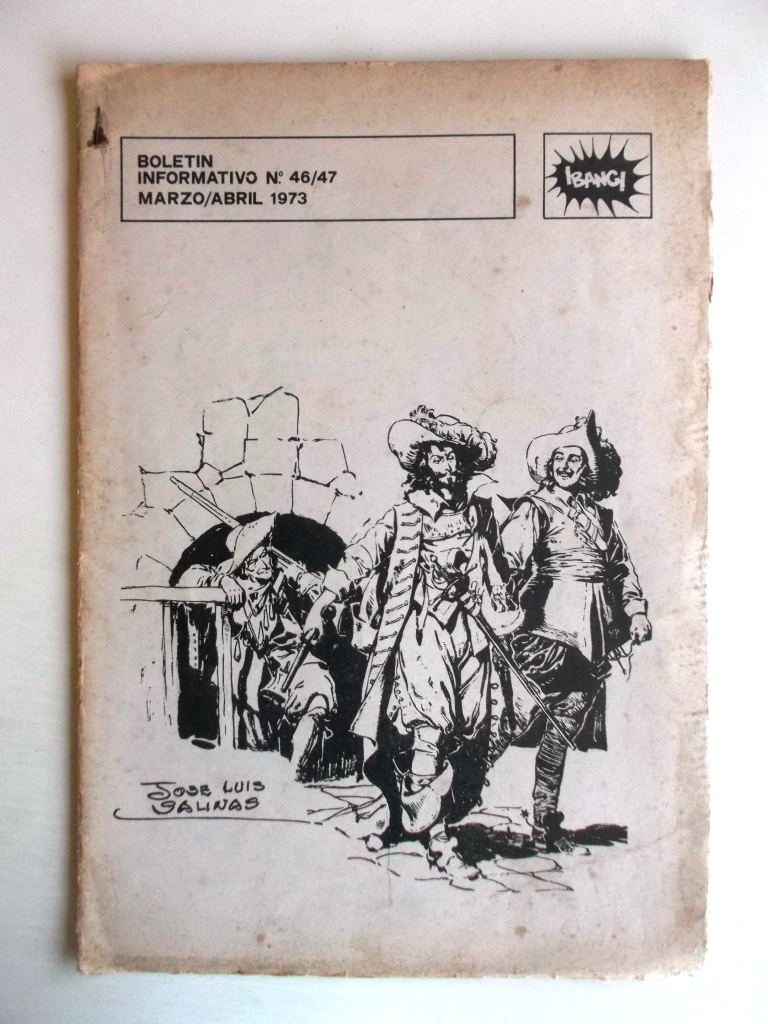 BOLETIN
INFORMATIVO Nº 46/47
MARZO/ABRIL 1973
¡BANG!
JOSE LUIS
SALINAS